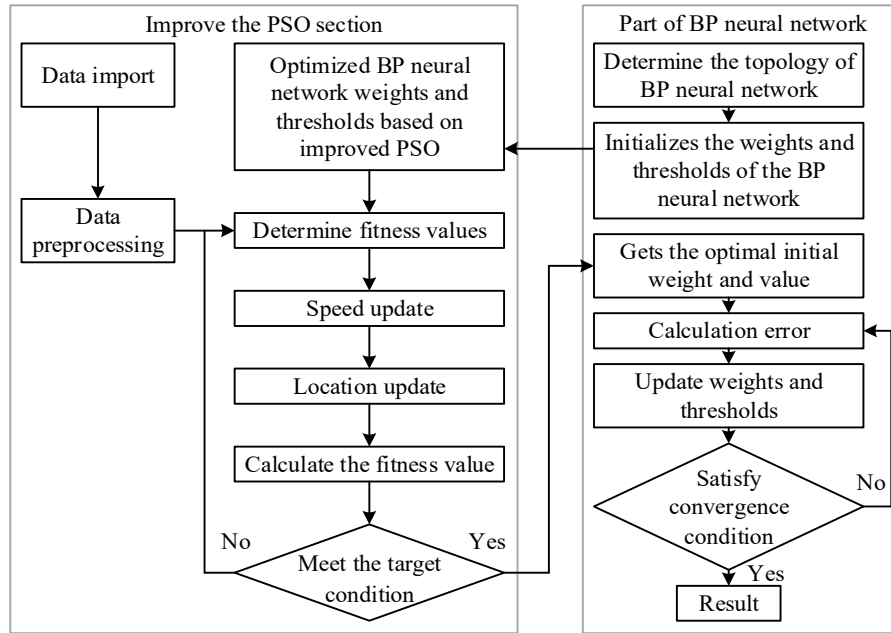 Improve the PSO section
Data import
Data
preprocessing
Optimized BP neural
network weights and
thresholds based on
improved PSO
Determine fitness values
Speed update
Location update
Calculate the fitness value
No
Meet the target
condition
Yes
Part of BP neural network
Determine the topology of
BP neural network
Initializes the weights and
thresholds of the BP
neural network
Gets the optimal initial
weight and value
Calculation error
Update weights and
thresholds
Satisfy
convergence
condition
No
Yes
Result